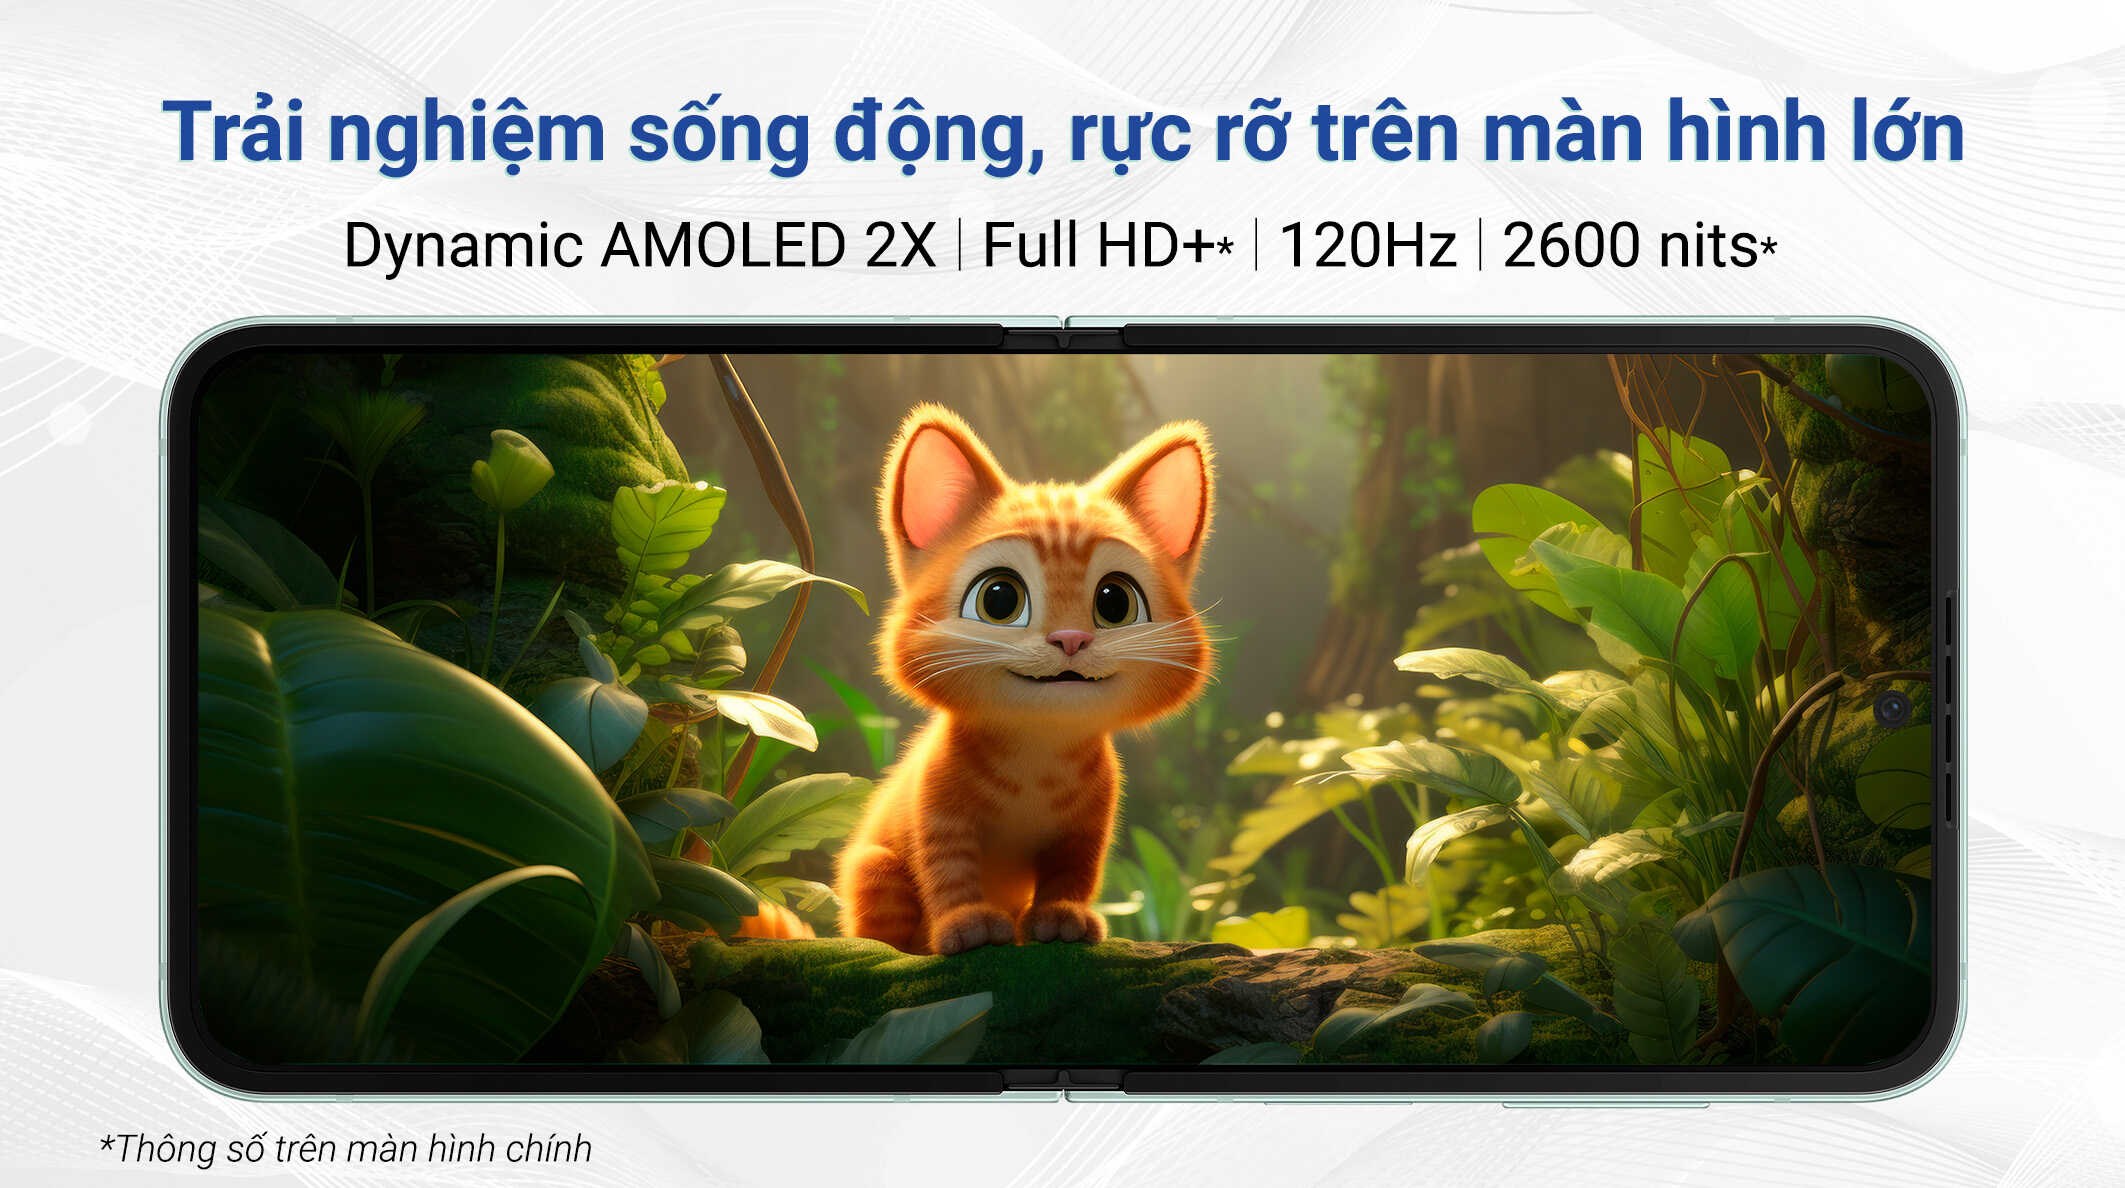 Trải nghiệm sống động, rực rỡ trên màn hình lớn
Dynamic AMOLED 2X | Full HD+* | 120Hz | 2600 nits*
*Thông số trên màn hình chính